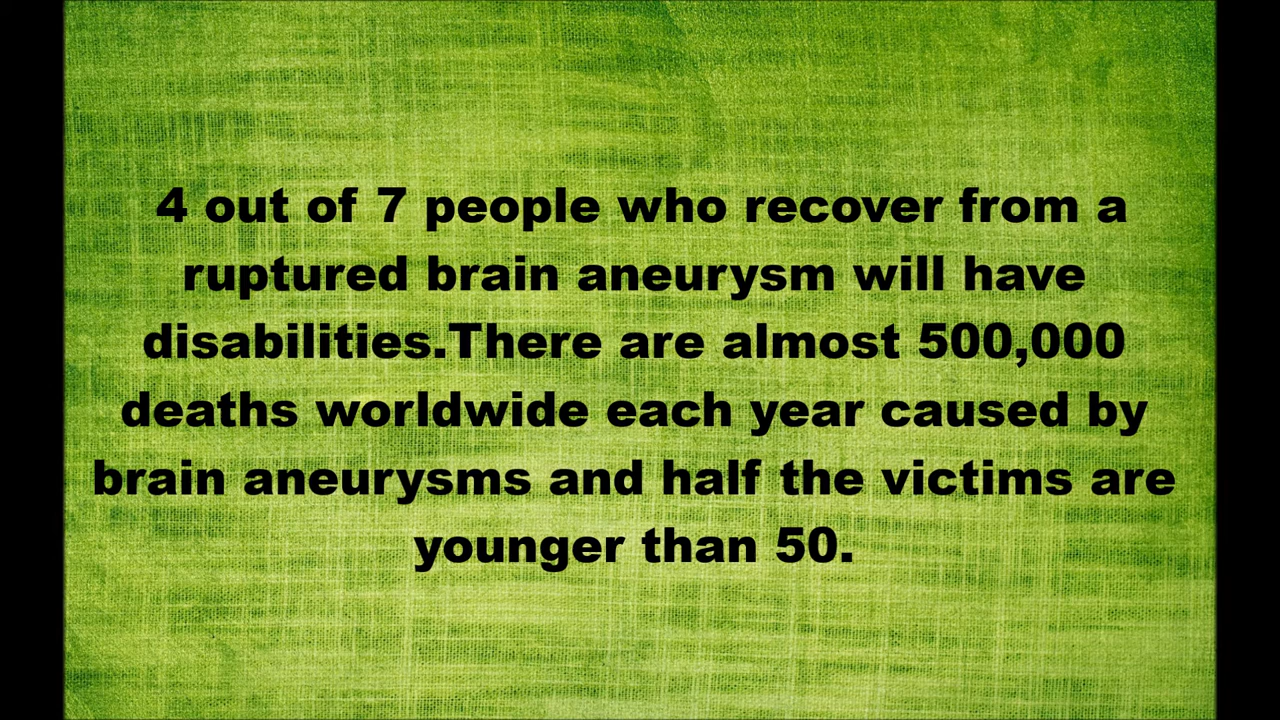 4 out of 7 people who recover from a
ruptured brain aneurysm will have
disabilities.There are almost 500,000
deaths worldwide each year caused by
brain aneurysms and half the victims are
younger than 50.